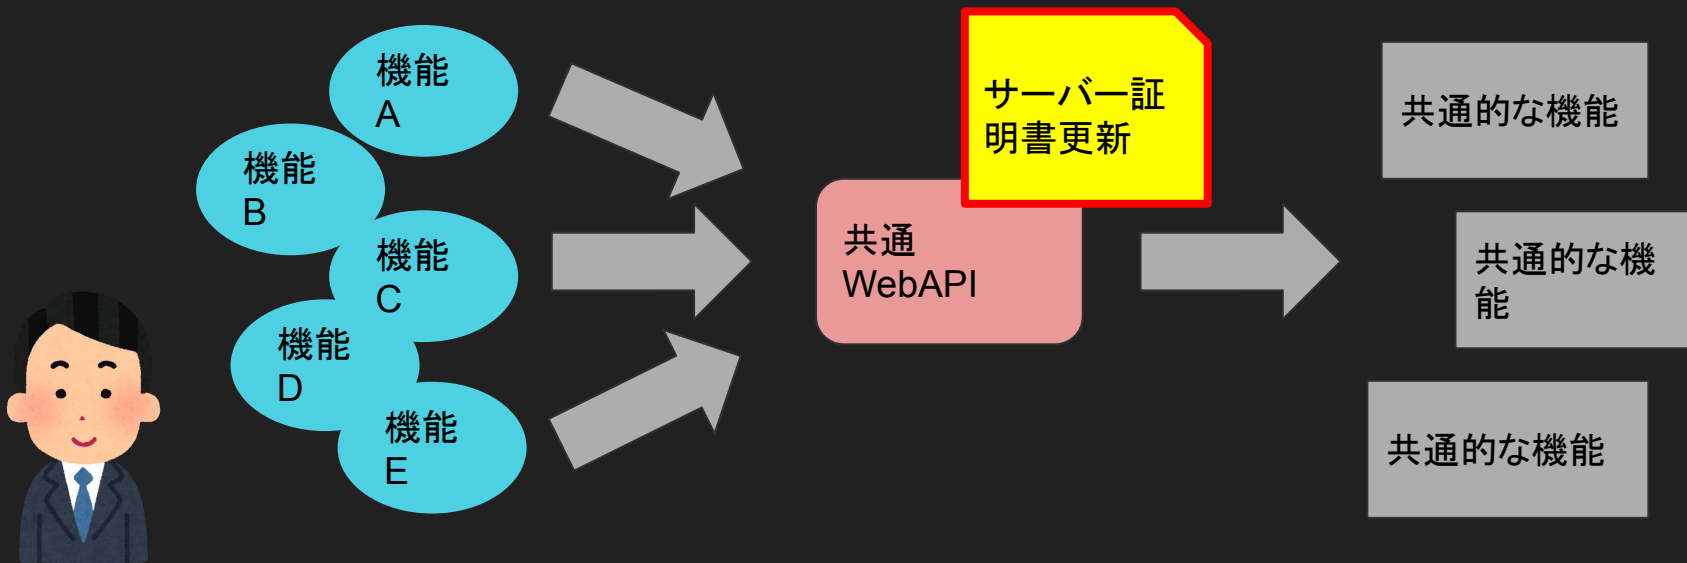 機能
A
機能
B
機能
C
機能
D
機能
E
サーバー証
明書更新
共通
WebAPI
共通的な機能
共通的な機
能
共通的な機能